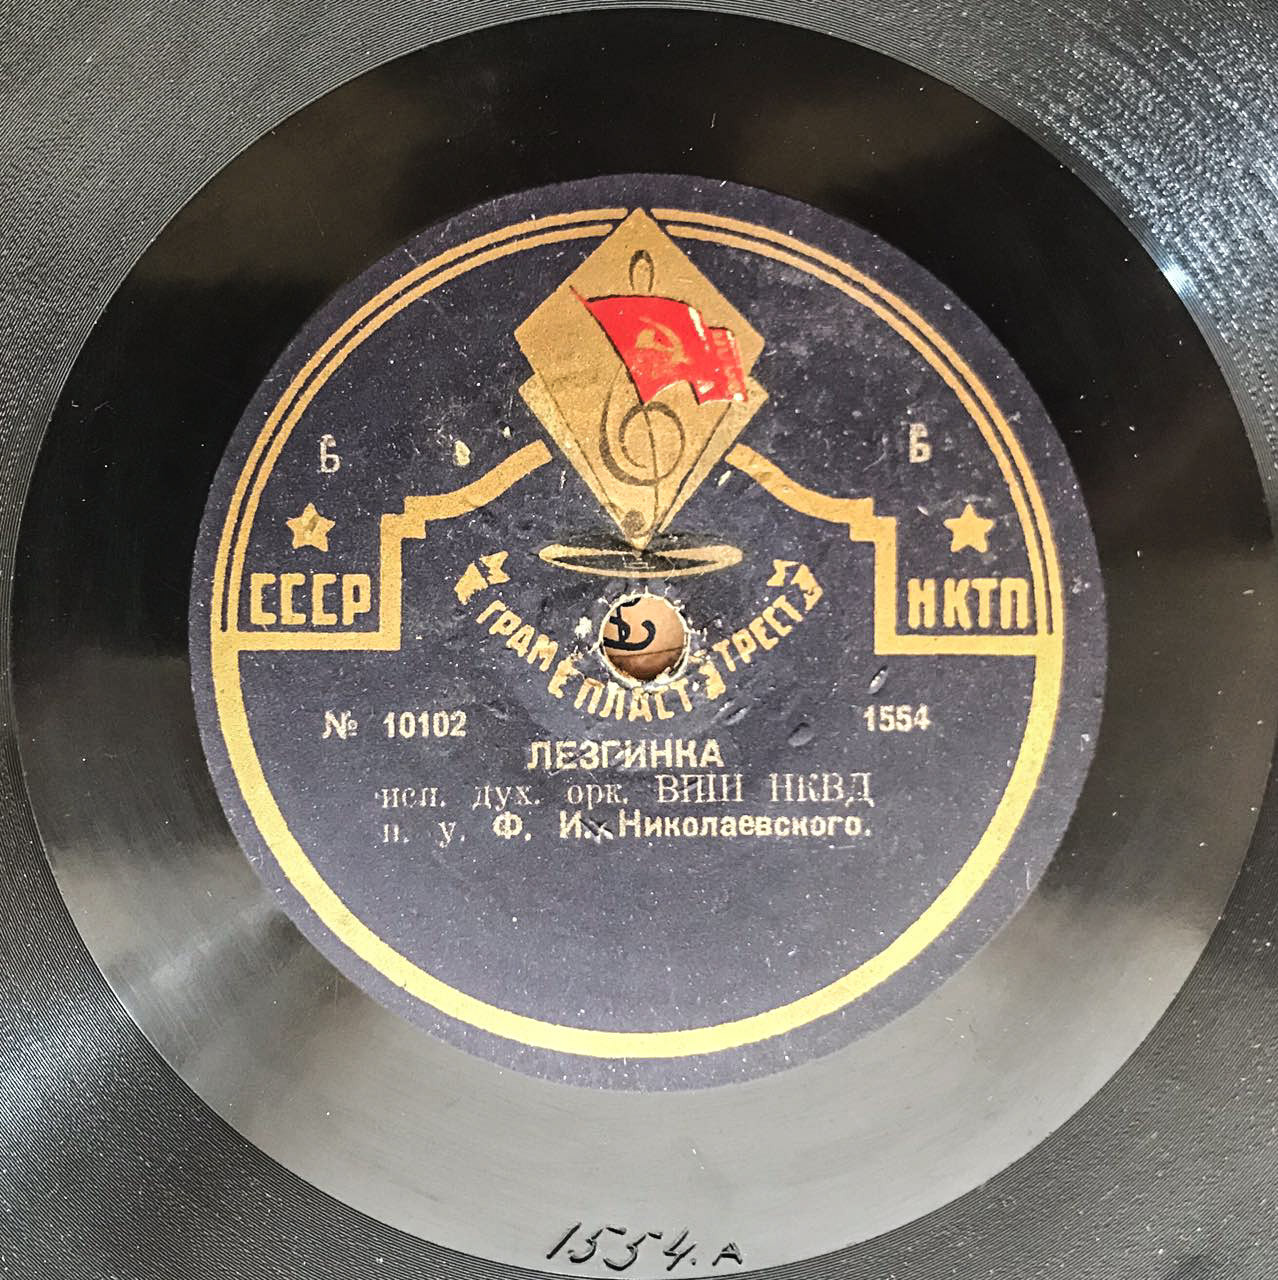 Б Б
СССР НКТП
ГРАМПЛАСТТРЕСТ
№ 10102 1554
ЛЕЗГИНКА
исп. дух. орк. ВПШ НКВД
п. у. Ф. И. Николаевского.
1554. А